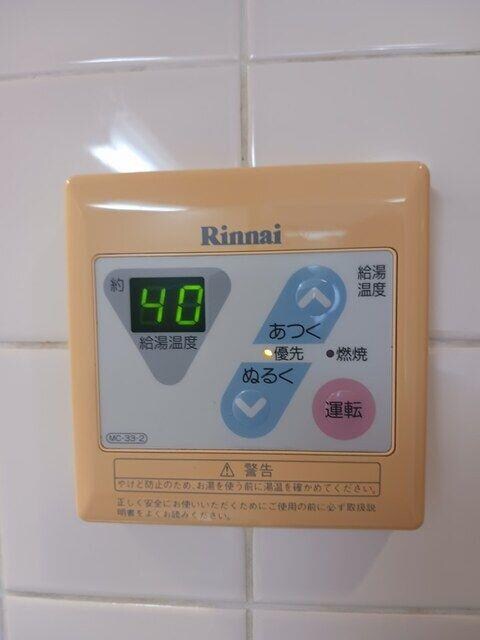 Rinnai
約
40
給湯温度
給湯
温度
あつく
優先
燃焼
ぬるく
運転
MC-33-2
⚠ 警告
やけど防止のため、お湯を使う前に湯温を確かめてください。
正しく安全にお使いいただくためにご使用の前に必ず取扱説
明書をよくお読みください。